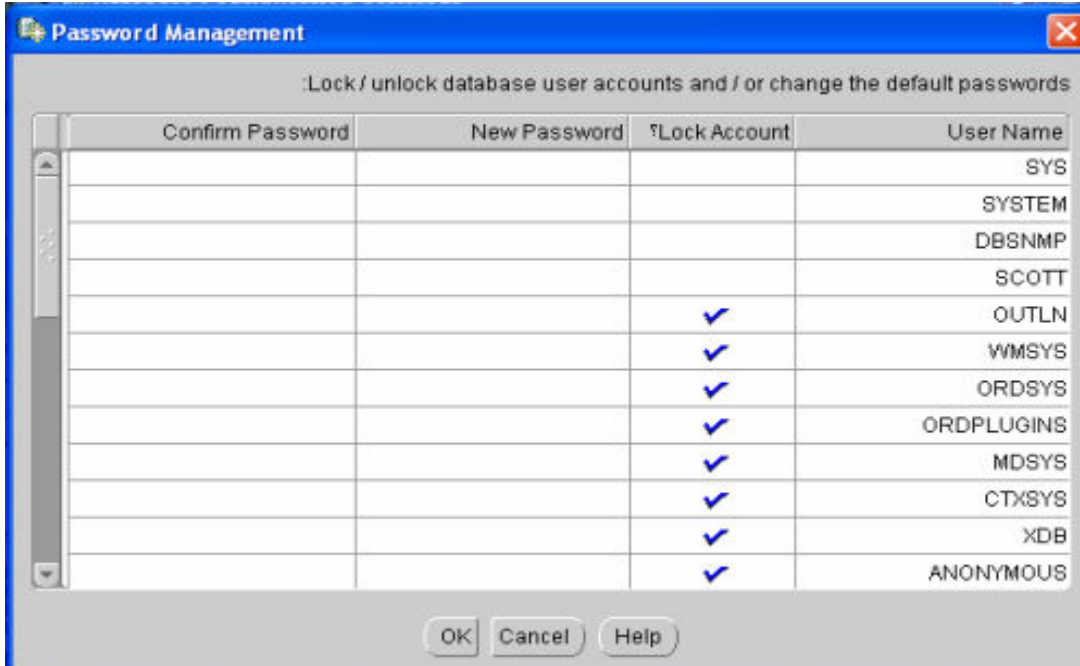 Password Management
:Lock / unlock database user accounts and / or change the default passwords
Confirm Password New Password ؟Lock Account User Name
SYS
SYSTEM
DBSNMP
SCOTT
OUTLN
WMSYS
ORDSYS
ORDPLUGINS
MDSYS
CTXSYS
XDB
ANONYMOUS
OK Cancel Help